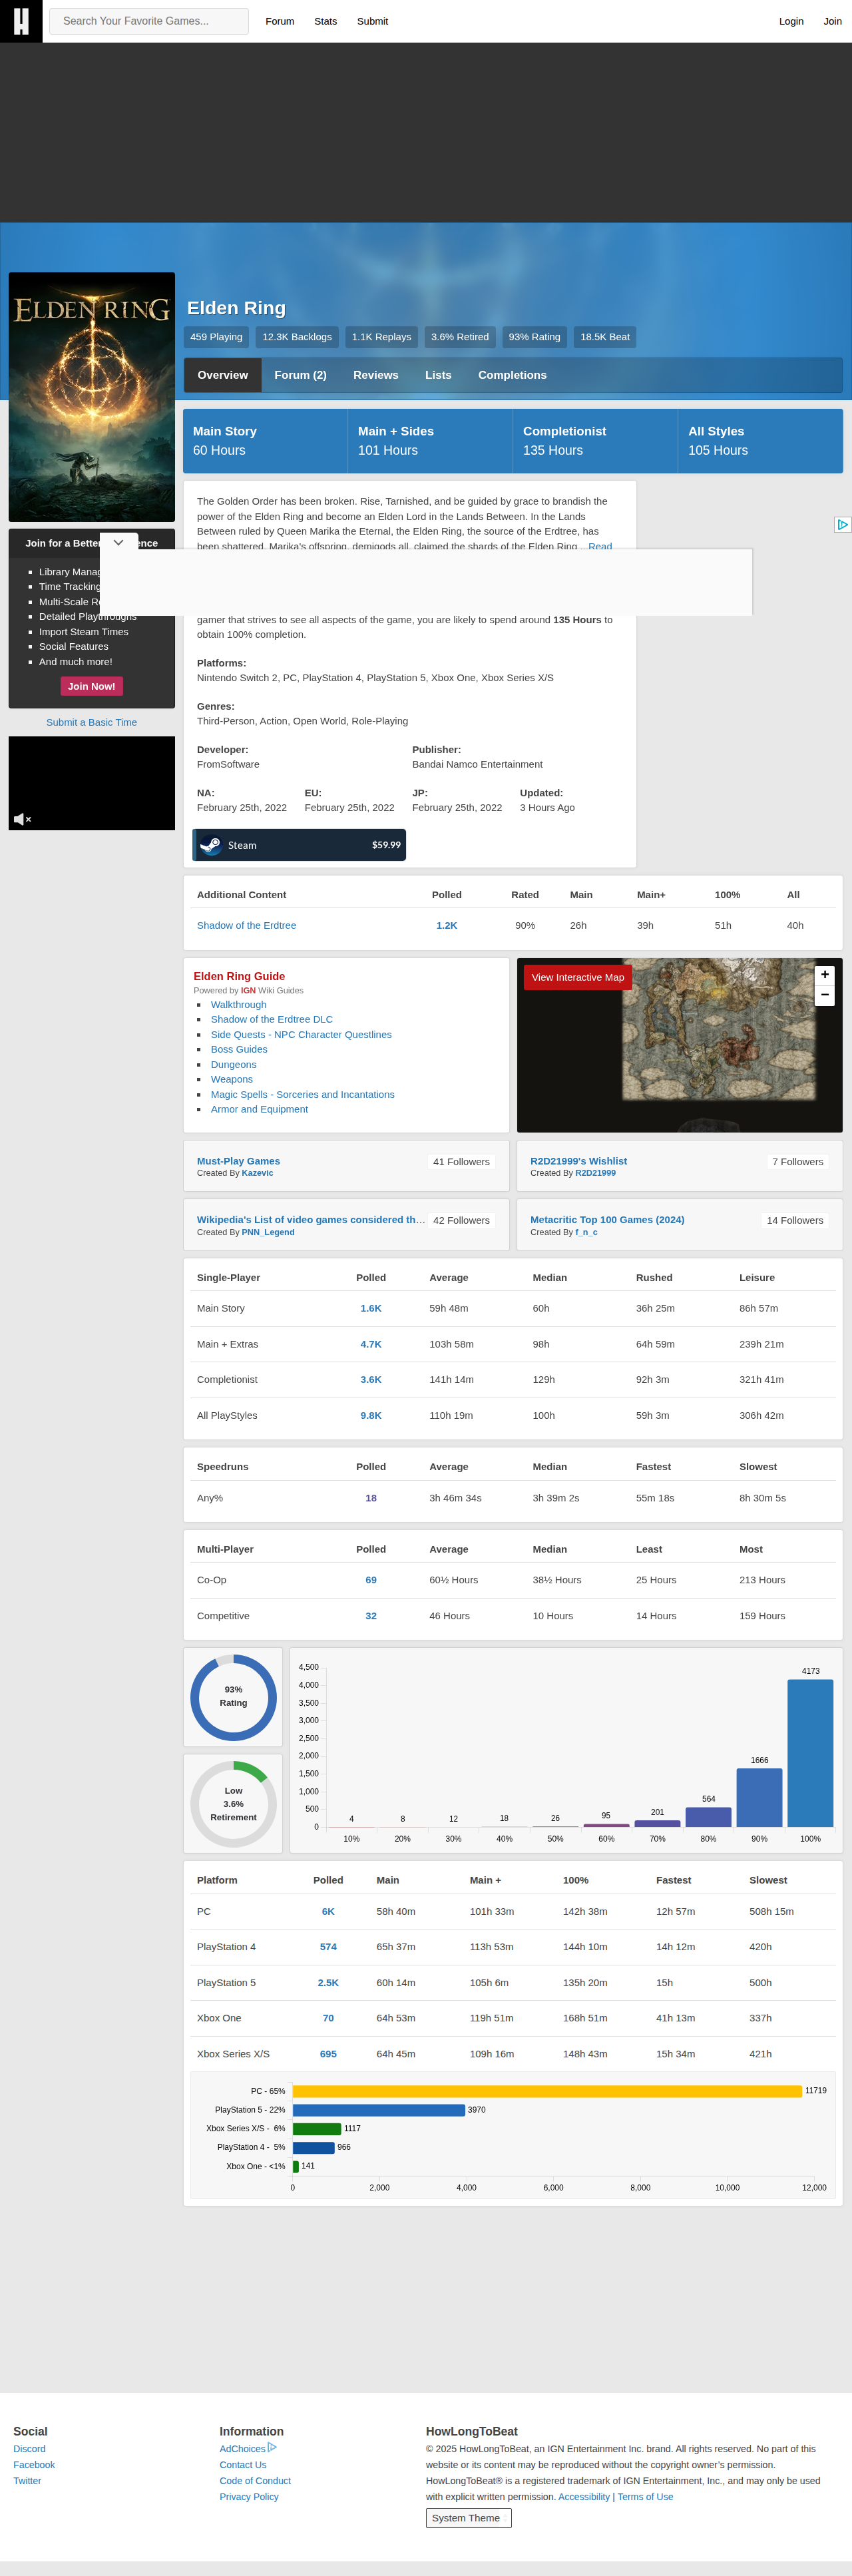 H
Search Your Favorite Games...
Forum
Stats
Submit
Login
Join
ELDEN RING
Elden Ring
459 Playing
12.3K Backlogs
1.1K Replays
3.6% Retired
93% Rating
18.5K Beat
Overview
Forum (2)
Reviews
Lists
Completions
Main Story
60 Hours
Main + Sides
101 Hours
Completionist
135 Hours
All Styles
105 Hours
The Golden Order has been broken. Rise, Tarnished, and be guided by grace to brandish the
power of the Elden Ring and become an Elden Lord in the Lands Between. In the Lands
Between ruled by Queen Marika the Eternal, the Elden Ring, the source of the Erdtree, has
been shattered. Marika's offspring, demigods all, claimed the shards of the Elden Ring ...Read
gamer that strives to see all aspects of the game, you are likely to spend around 135 Hours to
obtain 100% completion.
Platforms:
Nintendo Switch 2, PC, PlayStation 4, PlayStation 5, Xbox One, Xbox Series X/S
Genres:
Third-Person, Action, Open World, Role-Playing
Developer:
FromSoftware
Publisher:
Bandai Namco Entertainment
NA:
February 25th, 2022
EU:
February 25th, 2022
JP:
February 25th, 2022
Updated:
3 Hours Ago
Steam
$59.99
Join for a Better
ence
Library Manag
Time Tracking
Multi-Scale Re
Detailed Playthroughs
Import Steam Times
Social Features
And much more!
Join Now!
Submit a Basic Time
Additional Content Polled Rated Main Main+ 100% All
Shadow of the Erdtree 1.2K 90% 26h 39h 51h 40h
Elden Ring Guide
Powered by IGN Wiki Guides
Walkthrough
Shadow of the Erdtree DLC
Side Quests - NPC Character Questlines
Boss Guides
Dungeons
Weapons
Magic Spells - Sorceries and Incantations
Armor and Equipment
View Interactive Map
+
−
Must-Play Games
Created By Kazevic
41 Followers
R2D21999's Wishlist
Created By R2D21999
7 Followers
Wikipedia's List of video games considered th...
Created By PNN_Legend
42 Followers
Metacritic Top 100 Games (2024)
Created By f_n_c
14 Followers
Single-Player Polled Average Median Rushed Leisure
Main Story 1.6K 59h 48m 60h 36h 25m 86h 57m
Main + Extras 4.7K 103h 58m 98h 64h 59m 239h 21m
Completionist 3.6K 141h 14m 129h 92h 3m 321h 41m
All PlayStyles 9.8K 110h 19m 100h 59h 3m 306h 42m
Speedruns Polled Average Median Fastest Slowest
Any% 18 3h 46m 34s 3h 39m 2s 55m 18s 8h 30m 5s
Multi-Player Polled Average Median Least Most
Co-Op 69 60½ Hours 38½ Hours 25 Hours 213 Hours
Competitive 32 46 Hours 10 Hours 14 Hours 159 Hours
93%
Rating
Low
3.6%
Retirement
4,500
4,000
3,500
3,000
2,500
2,000
1,500
1,000
500
0
4 8 12 18 26 95 201 564 1666 4173
10% 20% 30% 40% 50% 60% 70% 80% 90% 100%
Platform Polled Main Main + 100% Fastest Slowest
PC 6K 58h 40m 101h 33m 142h 38m 12h 57m 508h 15m
PlayStation 4 574 65h 37m 113h 53m 144h 10m 14h 12m 420h
PlayStation 5 2.5K 60h 14m 105h 6m 135h 20m 15h 500h
Xbox One 70 64h 53m 119h 51m 168h 51m 41h 13m 337h
Xbox Series X/S 695 64h 45m 109h 16m 148h 43m 15h 34m 421h
PC - 65% 11719
PlayStation 5 - 22% 3970
Xbox Series X/S - 6% 1117
PlayStation 4 - 5% 966
Xbox One - <1% 141
0 2,000 4,000 6,000 8,000 10,000 12,000
Social
Discord
Facebook
Twitter
Information
AdChoices
Contact Us
Code of Conduct
Privacy Policy
HowLongToBeat
© 2025 HowLongToBeat, an IGN Entertainment Inc. brand. All rights reserved. No part of this
website or its content may be reproduced without the copyright owner's permission.
HowLongToBeat® is a registered trademark of IGN Entertainment, Inc., and may only be used
with explicit written permission. Accessibility | Terms of Use
System Theme